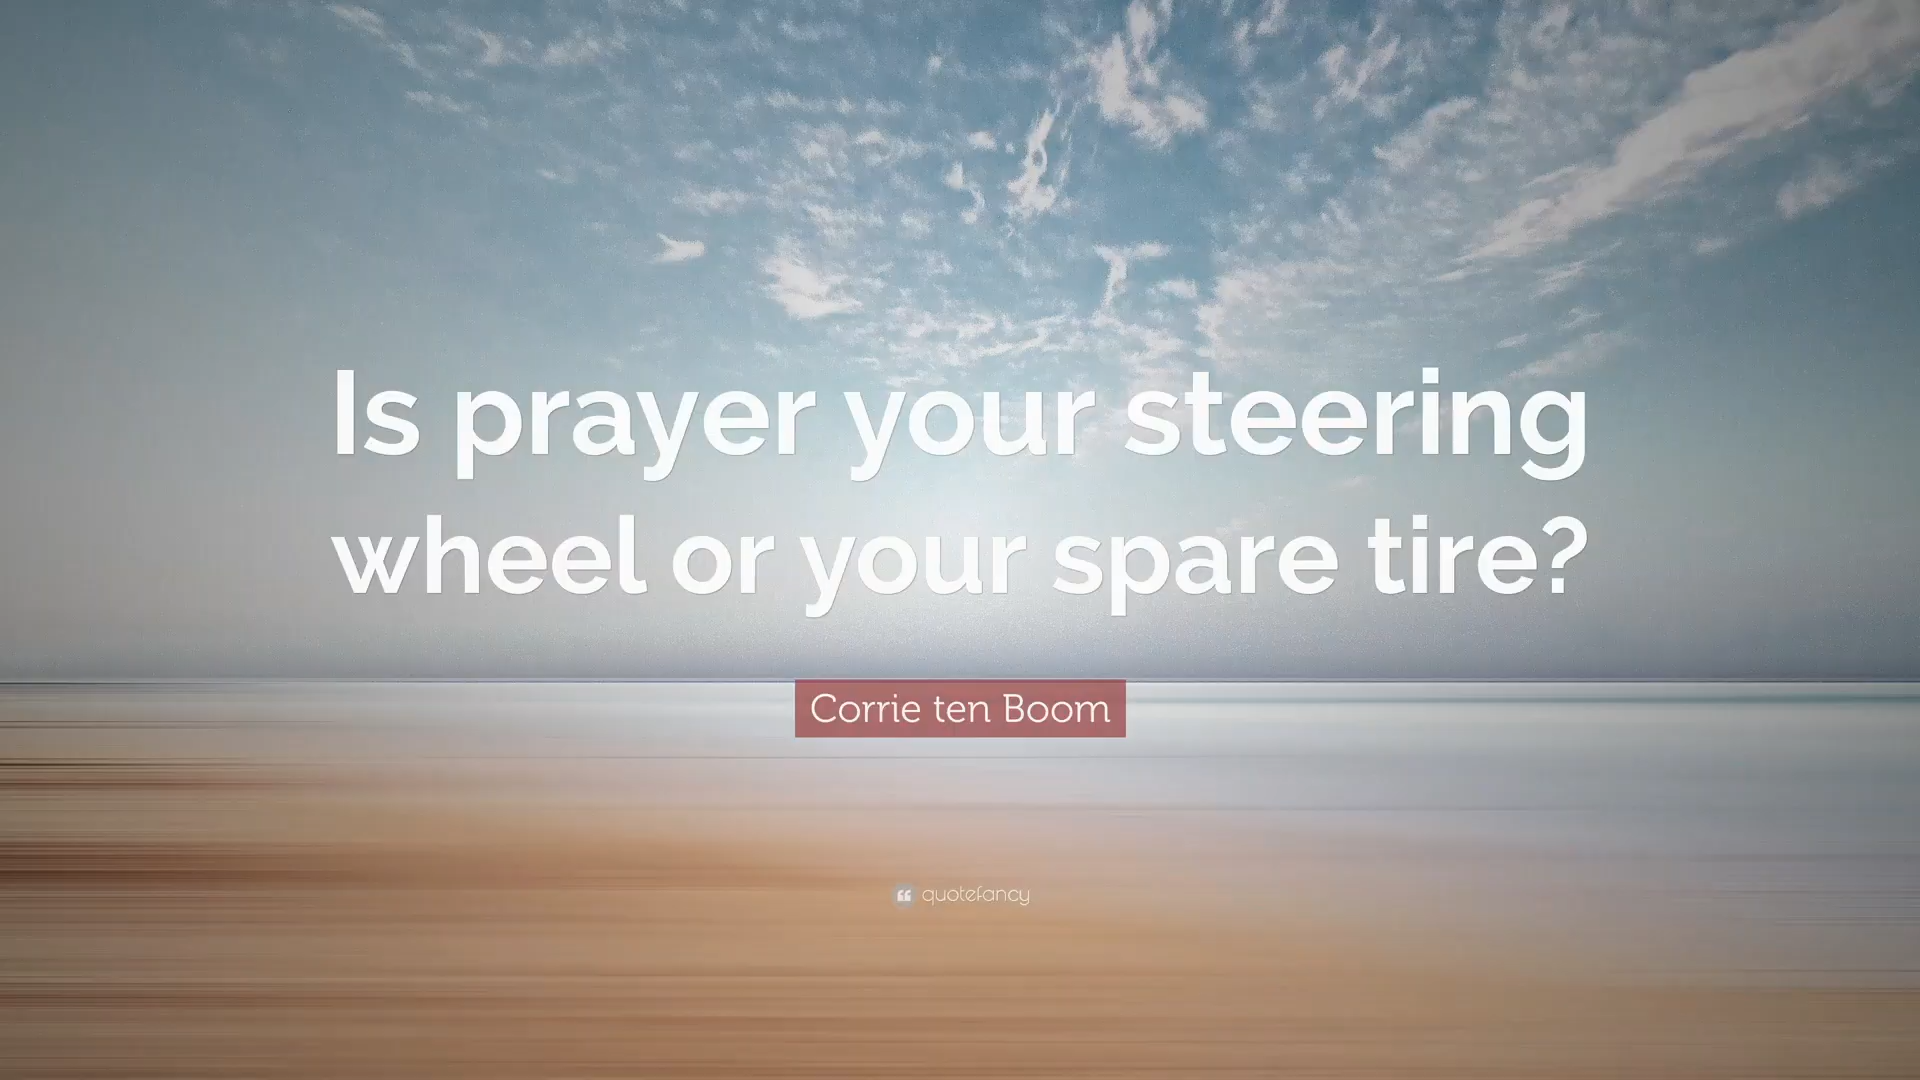 Is prayer your steering
wheel or your spare tire?
Corrie ten Boom
quotefancy